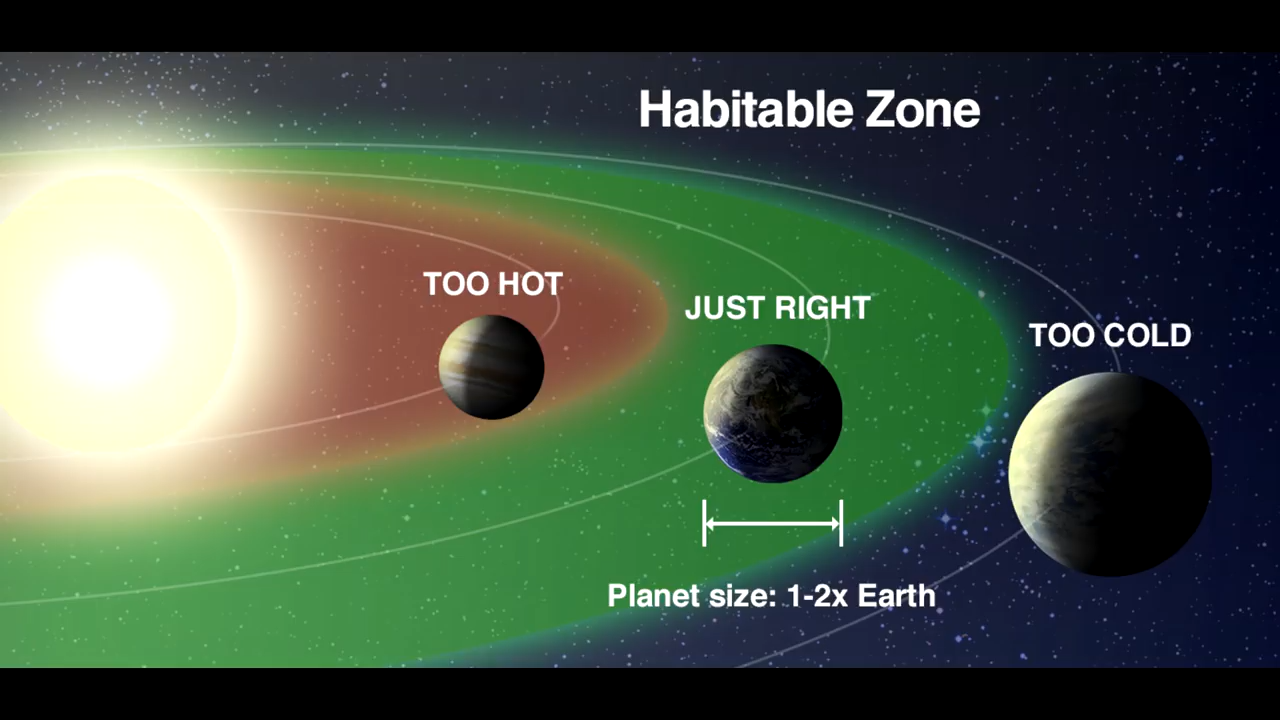 Habitable Zone
TOO HOT
JUST RIGHT
TOO COLD
Planet size: 1-2x Earth